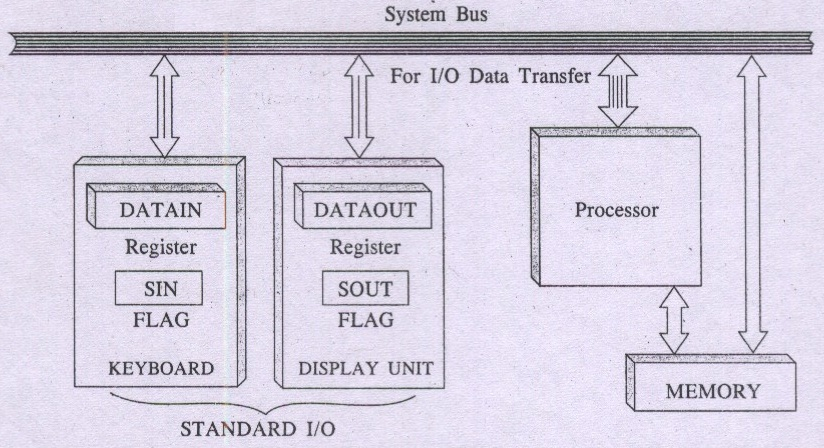 System Bus
For I/O Data Transfer
DATAIN
Register
SIN
FLAG
KEYBOARD
DATAOUT
Register
SOUT
FLAG
DISPLAY UNIT
Processor
MEMORY
STANDARD I/O